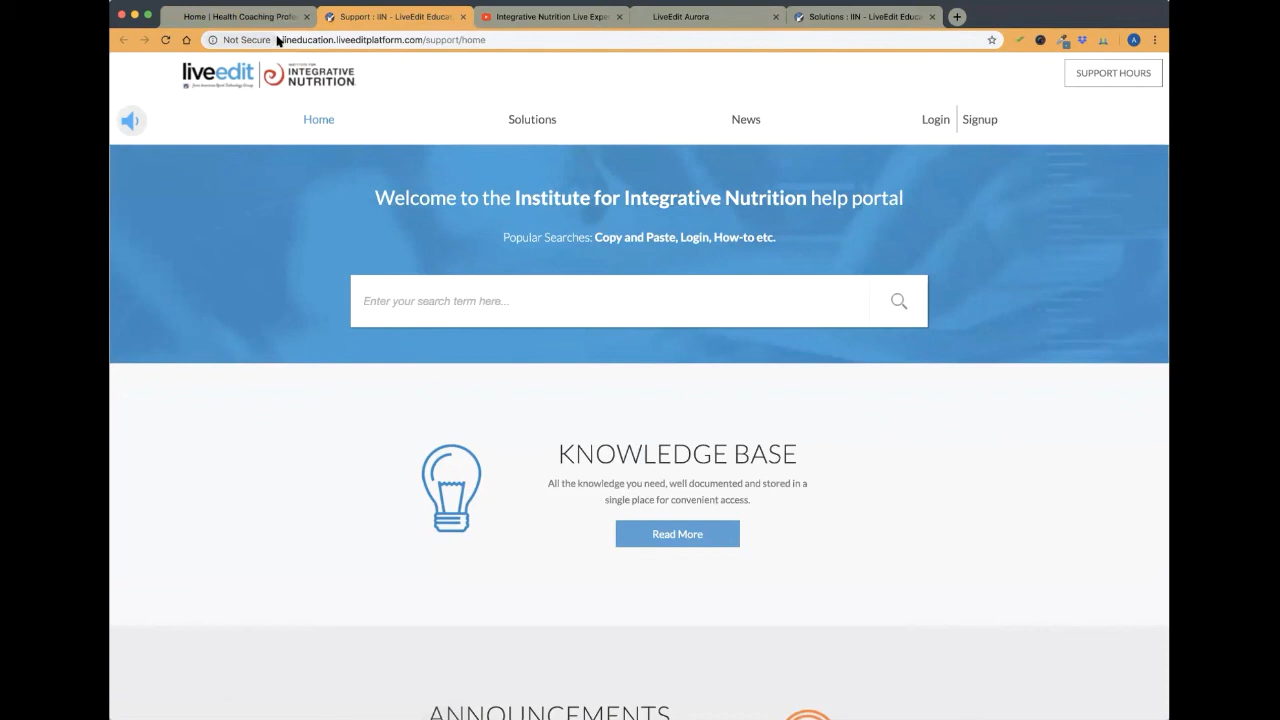 Home | Health Coaching Profe
Support : IIN - LiveEdit Educa
Integrative Nutrition Live Expe
LiveEdit Aurora
Solutions : IIN - LiveEdit Educa
Not Secure
iineducation.liveeditplatform.com/support/home
A
liveedit
INSTITUTE FOR
INTEGRATIVE
NUTRITION
SUPPORT HOURS
Home
Solutions
News
Login
Signup
Welcome to the Institute for Integrative Nutrition help portal
Popular Searches: Copy and Paste, Login, How-to etc.
Enter your search term here...
KNOWLEDGE BASE
All the knowledge you need, well documented and stored in a
single place for convenient access.
Read More
ANNOUNCEMENTS